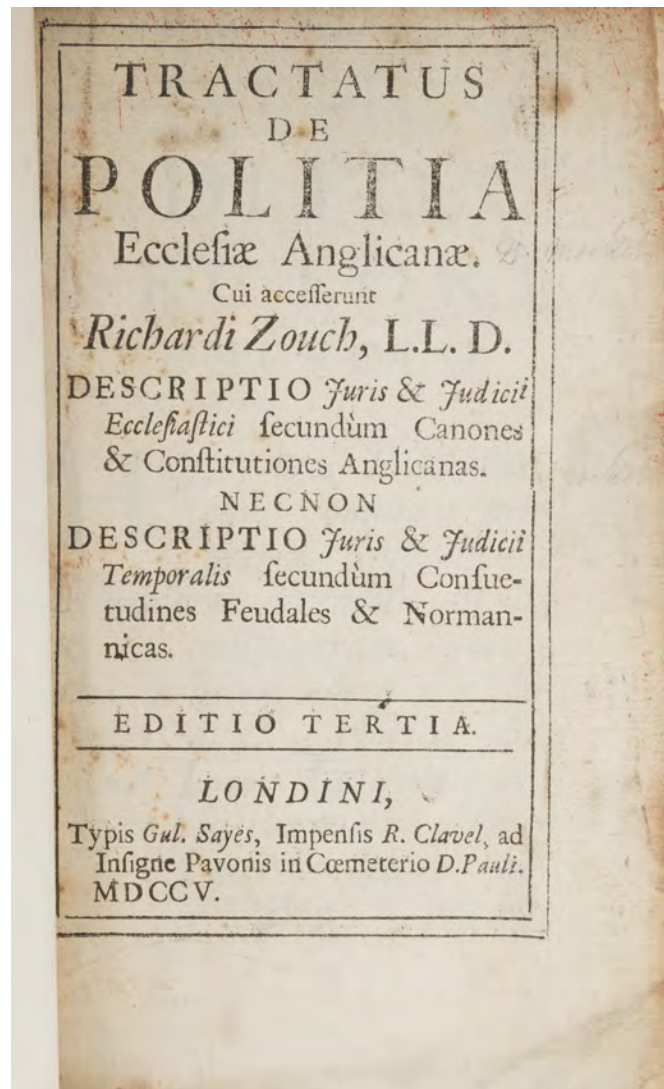 TRACTATUS
DE
POLITIA
Eccleſiæ Anglicanæ.
Cui acceſſerunt
Richardi Zouch, L.L. D.
DESCRIPTIO Juris & Judicii
Eccleſiaſtici ſecundùm Canones
& Conſtitutiones Anglicanas.
NECNON
DESCRIPTIO Juris & Judicii
Temporalis ſecundùm Conſue-
tudines Feudales & Norman-
nicas.
EDITIO TERTIA.
LONDINI,
Typis Gul. Sayes, Impenſis R. Clavel, ad
Inſigne Pavonis in Cœmeterio D. Pauli.
MDCCV.